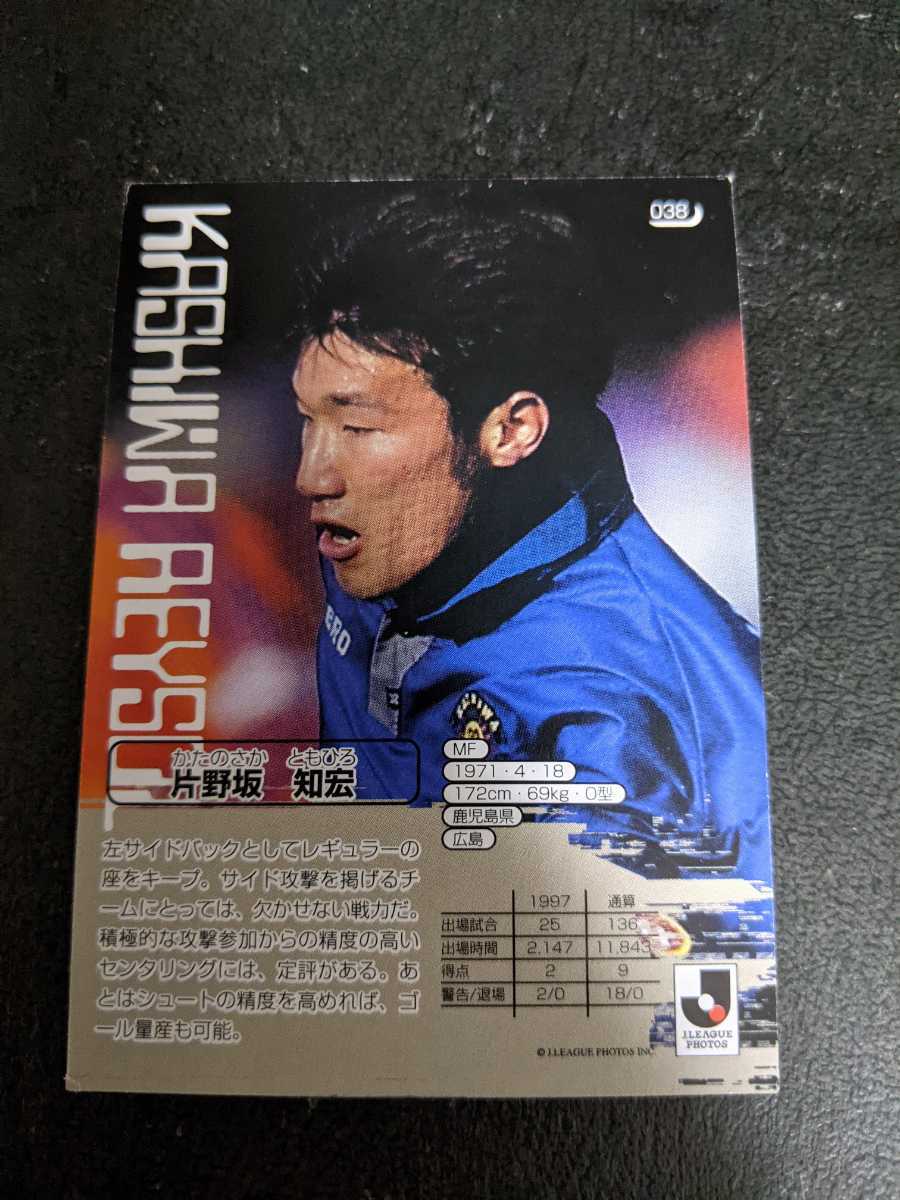 038
KASHIWA REYSOL
BRO
かたのさか ともひろ
片野坂 知宏
MF
1971・4・18
172cm・69kg・O型
鹿児島県
広島
左サイドバックとしてレギュラーの
座をキープ。サイド攻撃を掲げるチ
ームにとっては、欠かせない戦力だ。
積極的な攻撃参加からの精度の高い
センタリングには、定評がある。あ
とはシュートの精度を高めれば、ゴ
ール量産も可能。
1997 通算
出場試合 25 136
出場時間 2,147 11,843
得点 2 9
警告/退場 2/0 18/0
J.LEAGUE
PHOTOS
© J.LEAGUE PHOTOS INC.